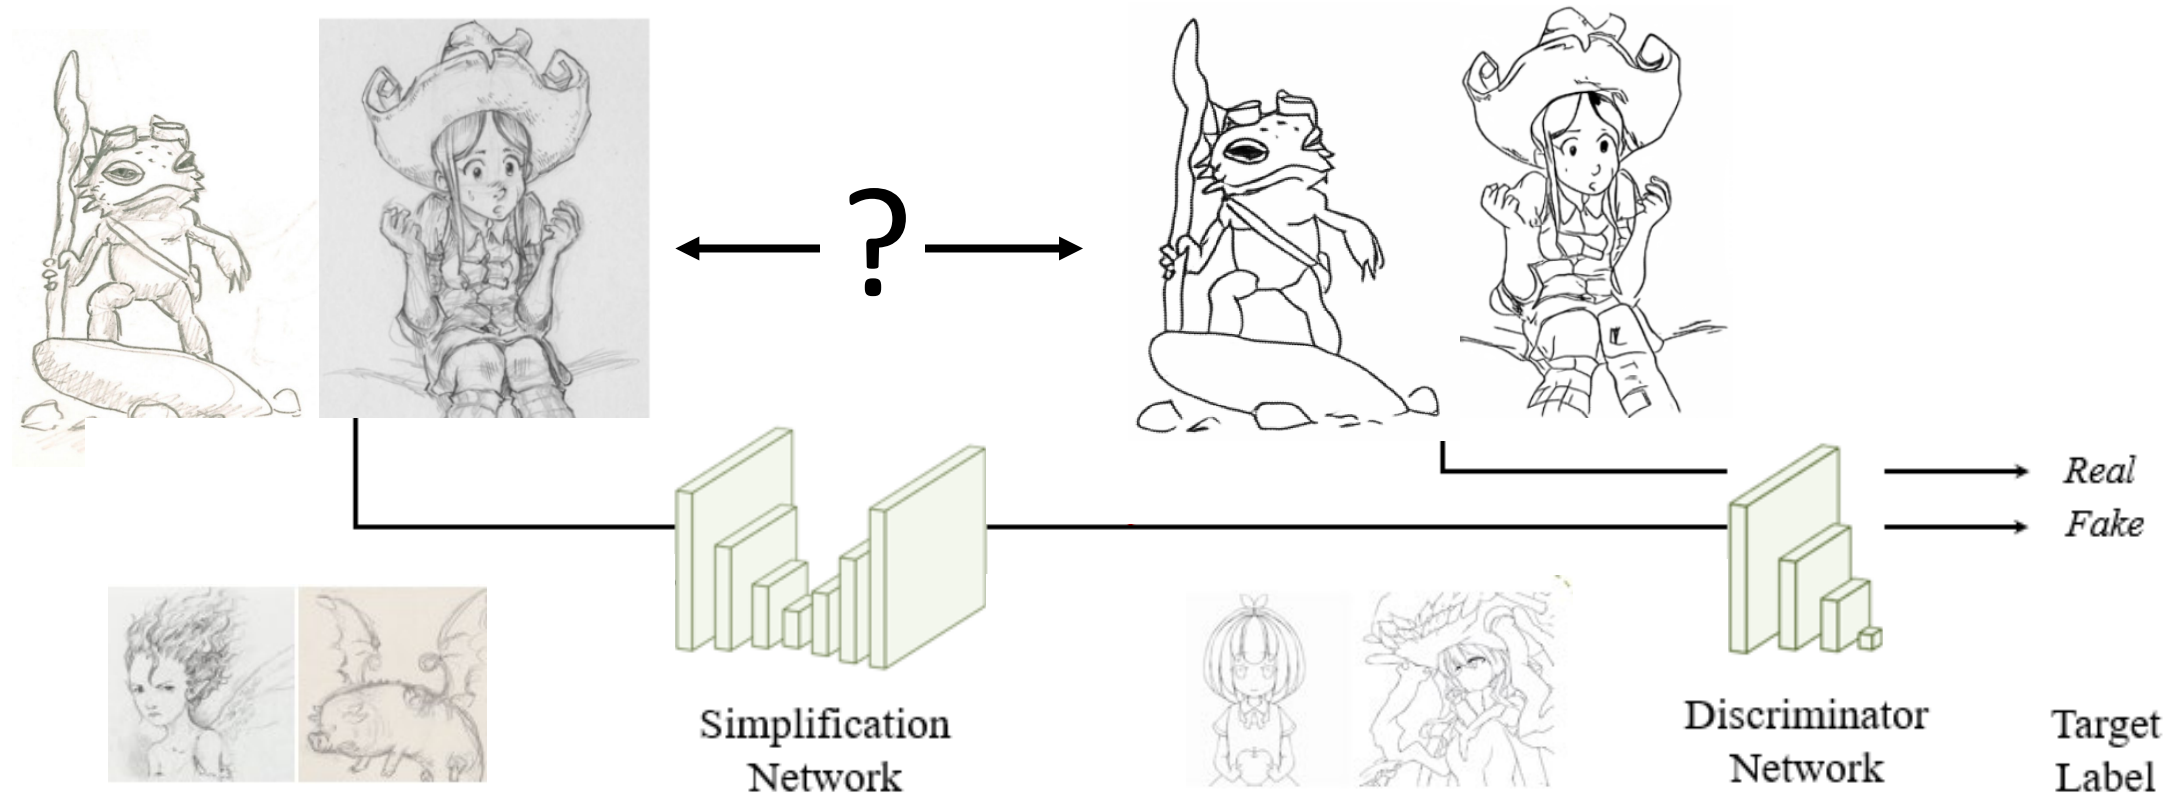 ?
Real
Fake
Simplification
Network
Discriminator
Network
Target
Label